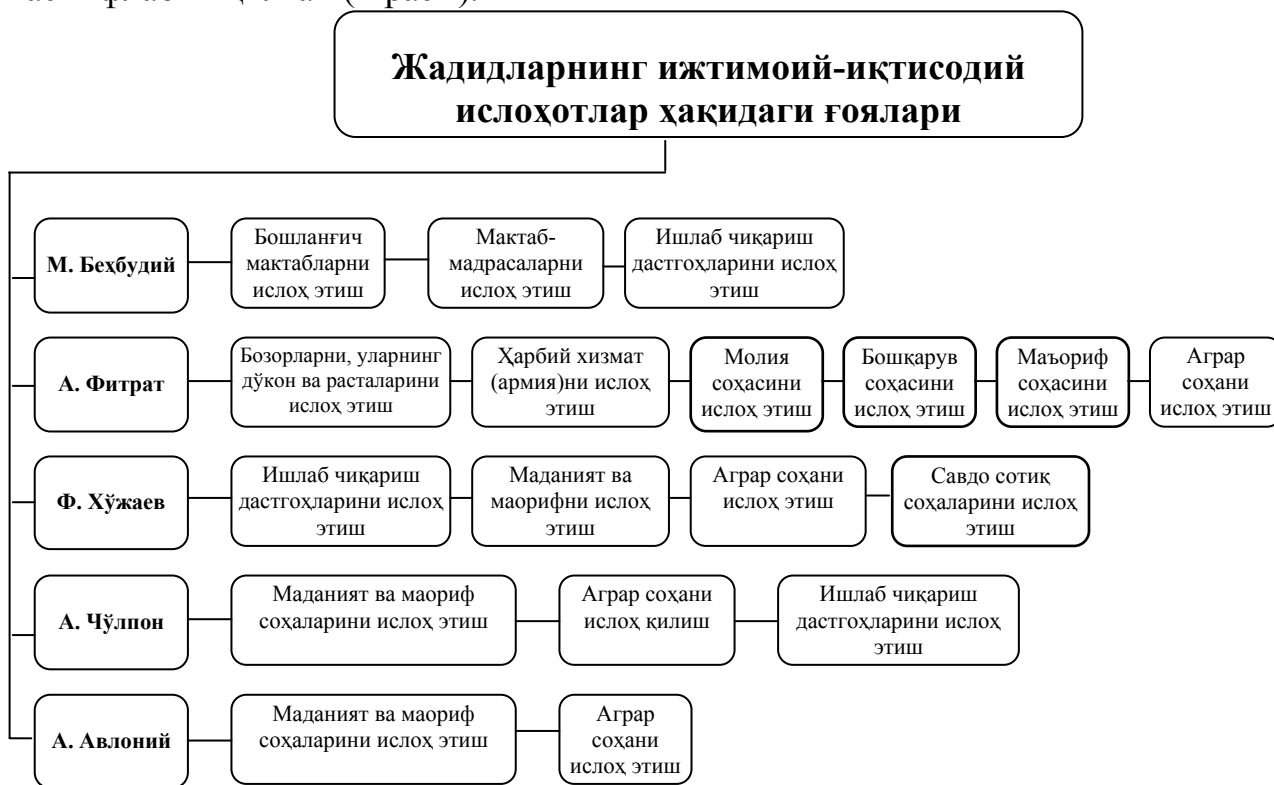 Жадидларнинг ижтимоий-иқтисодий
ислоҳотлар ҳақидаги ғоялари
М. Беҳбудий
Бошланғич
мактабларни
ислоҳ этиш
Мактаб-
мадрасаларни
ислоҳ этиш
Ишлаб чиқариш
дастгоҳларини ислоҳ
этиш
А. Фитрат
Бозорларни, уларнинг
дўкон ва расталарини
ислоҳ этиш
Ҳарбий хизмат
(армия)ни ислоҳ
этиш
Молия
соҳасини
ислоҳ этиш
Бошқарув
соҳасини
ислоҳ этиш
Маъориф
соҳасини
ислоҳ этиш
Аграр
соҳани
ислоҳ этиш
Ф. Хўжаев
Ишлаб чиқариш
дастгоҳларини ислоҳ
этиш
Маданият ва
маорифни ислоҳ
этиш
Аграр соҳани
ислоҳ этиш
Савдо сотиқ
соҳаларини ислоҳ
этиш
А. Чўлпон
Маданият ва маориф
соҳаларини ислоҳ этиш
Аграр соҳани
ислоҳ қилиш
Ишлаб чиқариш
дастгоҳларини ислоҳ
этиш
А. Авлоний
Маданият ва маориф
соҳаларини ислоҳ этиш
Аграр
соҳани
ислоҳ этиш